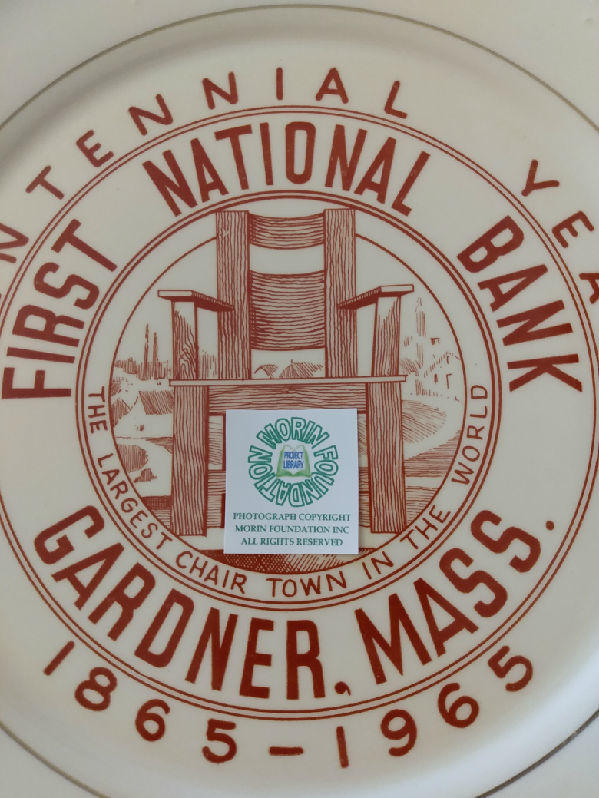 TENNIAL YEA
FIRST NATIONAL BANK
THE LARGEST CHAIR TOWN IN THE WORLD
GARDNER, MASS.
1865-1965
MORIN FOUNDATION
PROJECT
LIBRARY
PHOTOGRAPH COPYRIGHT
MORIN FOUNDATION INC
ALL RIGHTS RESERVED